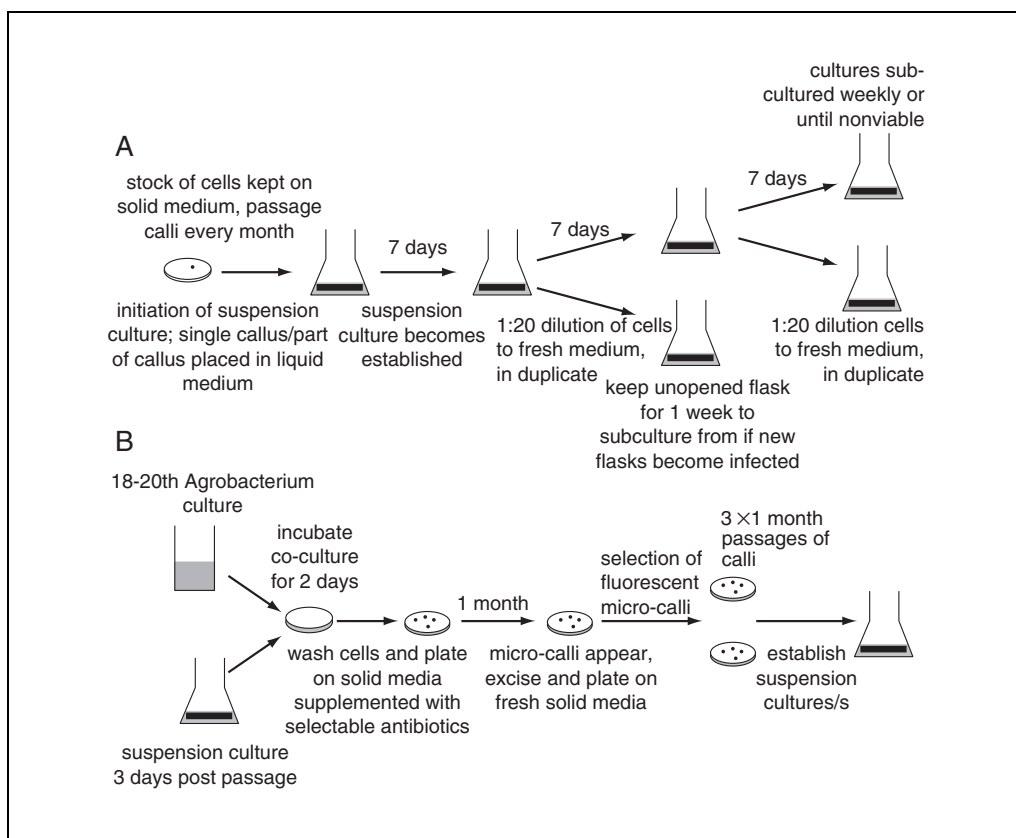 A
stock of cells kept on
solid medium, passage
calli every month
initiation of suspension
culture; single callus/part
of callus placed in liquid
medium
7 days
suspension
culture becomes
established
7 days
1:20 dilution of cells
to fresh medium,
in duplicate
keep unopened flask
for 1 week to
subculture from if new
flasks become infected
7 days
cultures sub-
cultured weekly or
until nonviable
1:20 dilution cells
to fresh medium,
in duplicate
B
18-20th Agrobacterium
culture
suspension culture
3 days post passage
incubate
co-culture
for 2 days
wash cells and plate
on solid media
supplemented with
selectable antibiotics
1 month
micro-calli appear,
excise and plate on
fresh solid media
selection of
fluorescent
micro-calli
3 ×1 month
passages of
calli
establish
suspension
cultures/s